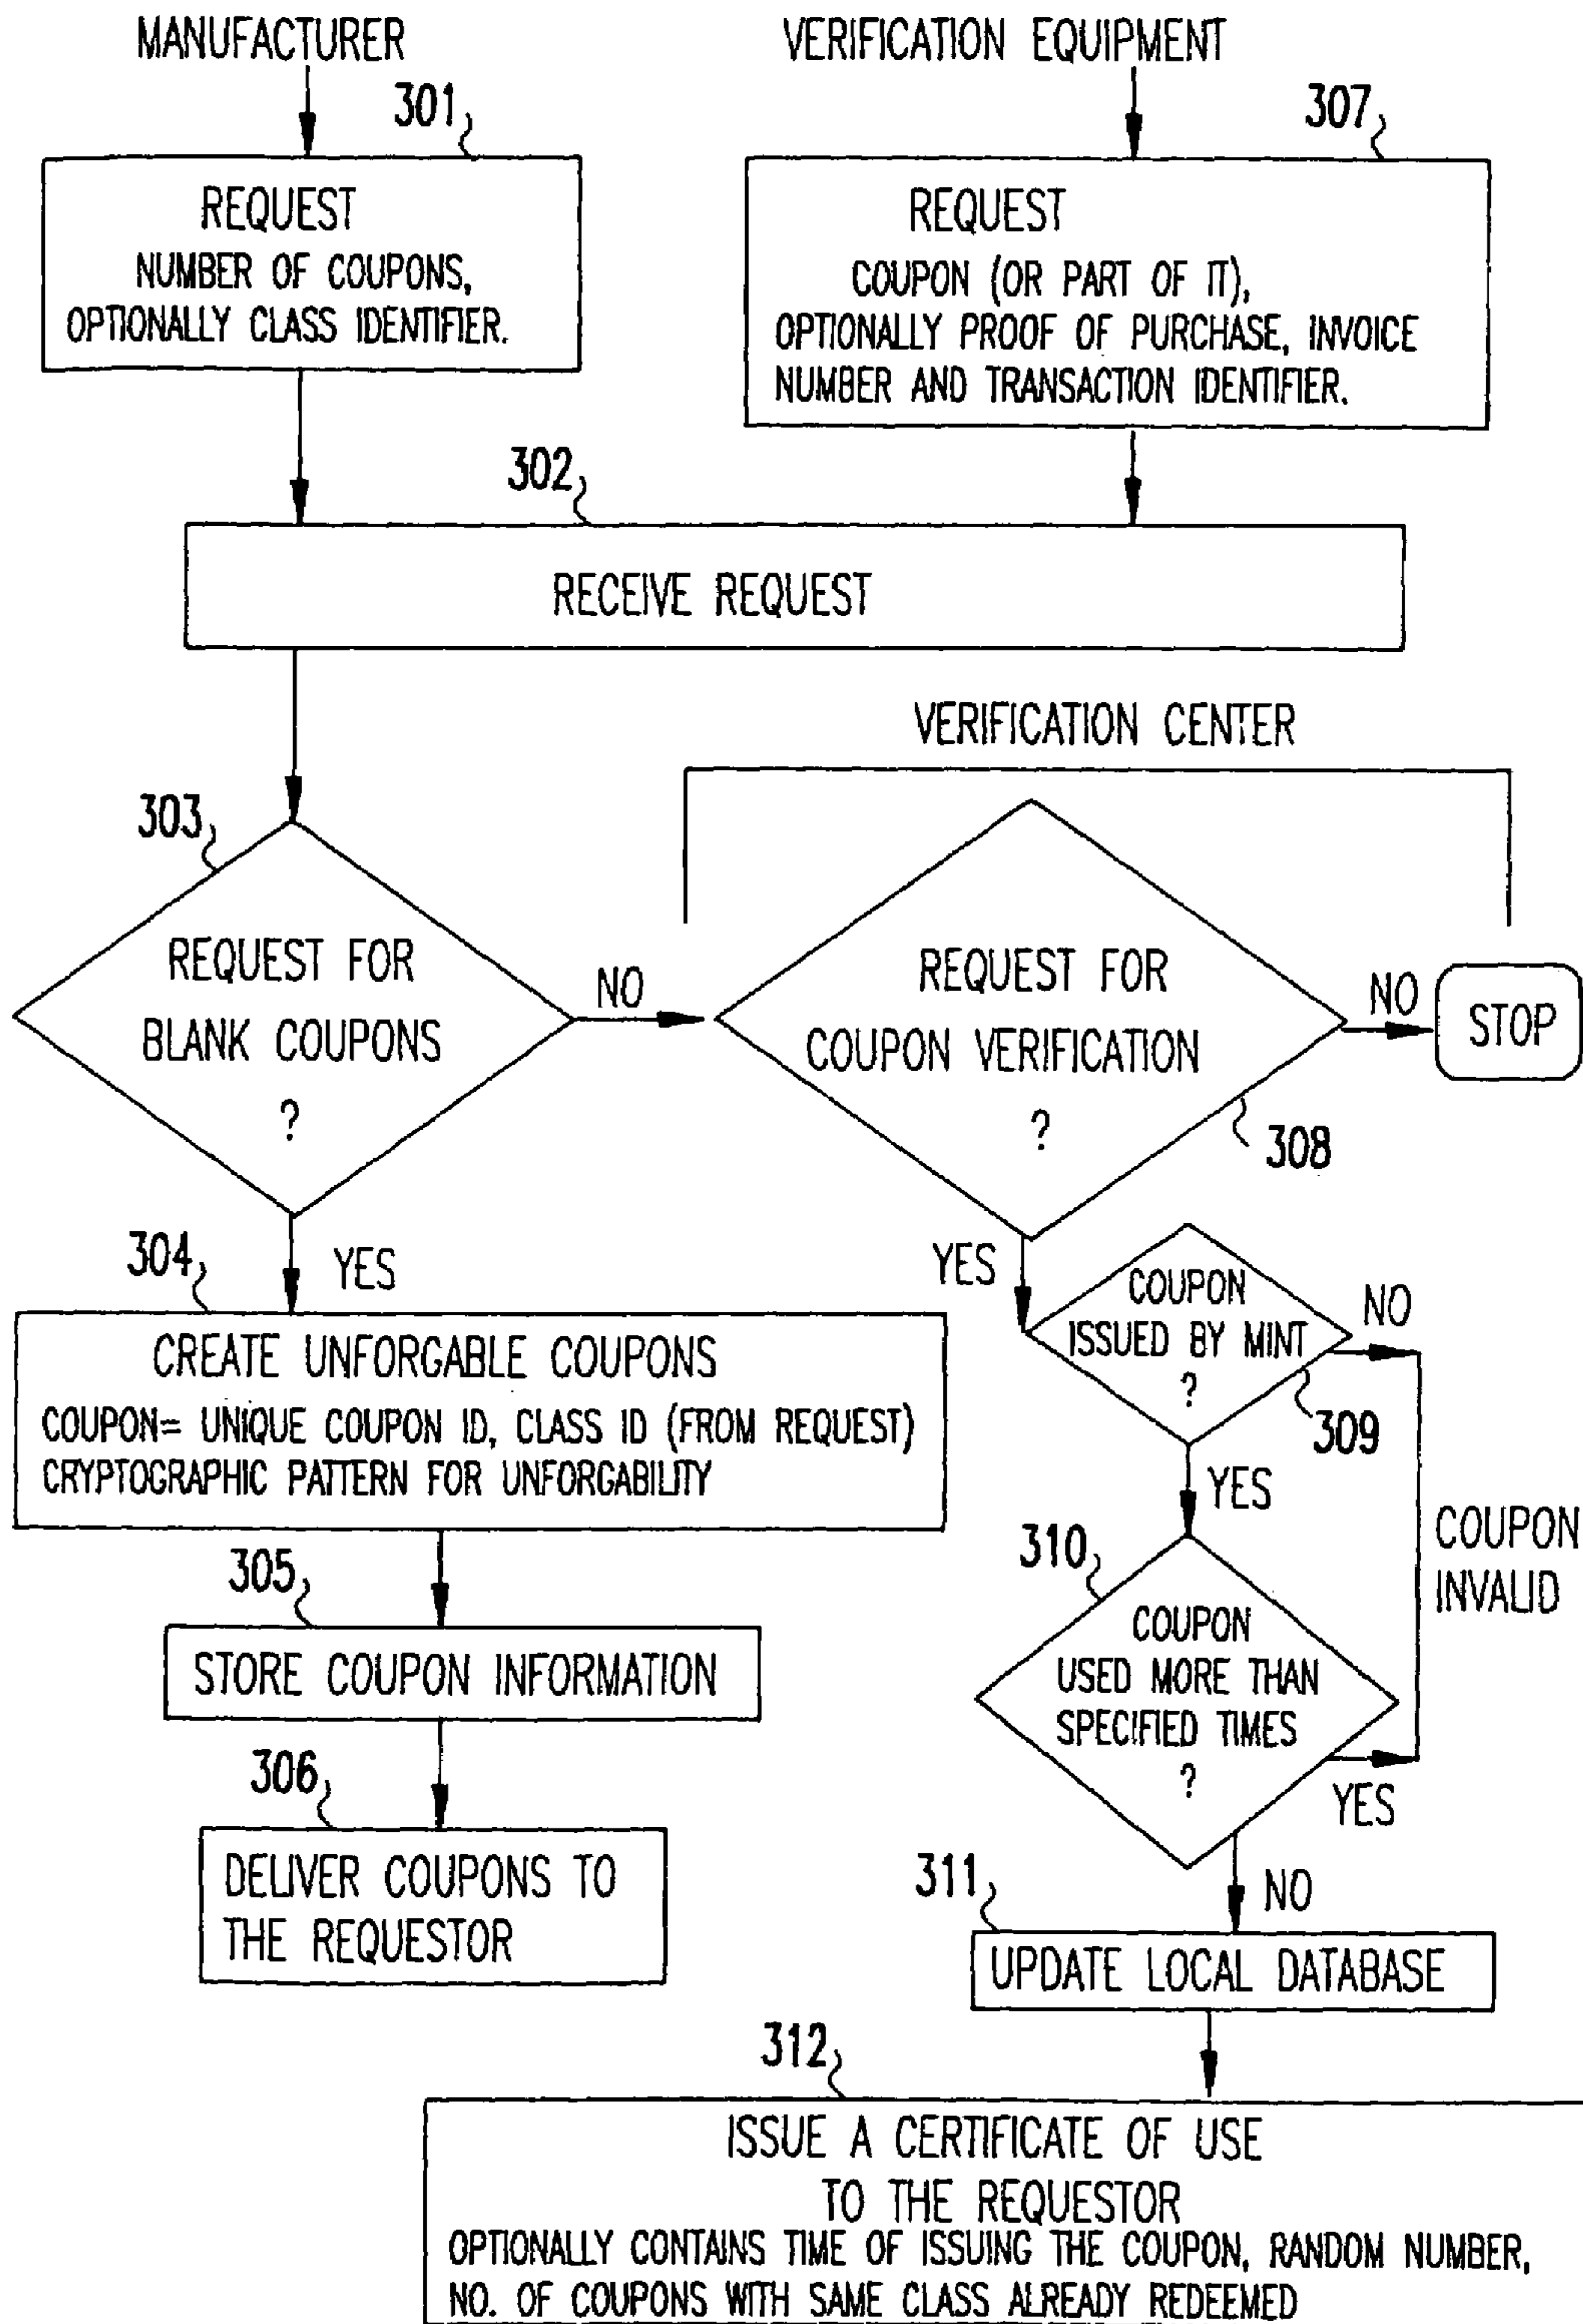 MANUFACTURER
301
REQUEST
NUMBER OF COUPONS,
OPTIONALLY CLASS IDENTIFIER.
VERIFICATION EQUIPMENT
307
REQUEST
COUPON (OR PART OF IT),
OPTIONALLY PROOF OF PURCHASE, INVOICE
NUMBER AND TRANSACTION IDENTIFIER.
302
RECEIVE REQUEST
VERIFICATION CENTER
303
REQUEST FOR
BLANK COUPONS
?
NO
REQUEST FOR
COUPON VERIFICATION
?
308
NO
STOP
YES
304
CREATE UNFORGABLE COUPONS
COUPON= UNIQUE COUPON ID, CLASS ID (FROM REQUEST)
CRYPTOGRAPHIC PATTERN FOR UNFORGABILITY
305
STORE COUPON INFORMATION
306
DELIVER COUPONS TO
THE REQUESTOR
YES
COUPON
ISSUED BY MINT
?
309
NO
YES
COUPON
INVALID
310
COUPON
USED MORE THAN
SPECIFIED TIMES
?
YES
NO
311
UPDATE LOCAL DATABASE
312
ISSUE A CERTIFICATE OF USE
TO THE REQUESTOR
OPTIONALLY CONTAINS TIME OF ISSUING THE COUPON, RANDOM NUMBER,
NO. OF COUPONS WITH SAME CLASS ALREADY REDEEMED